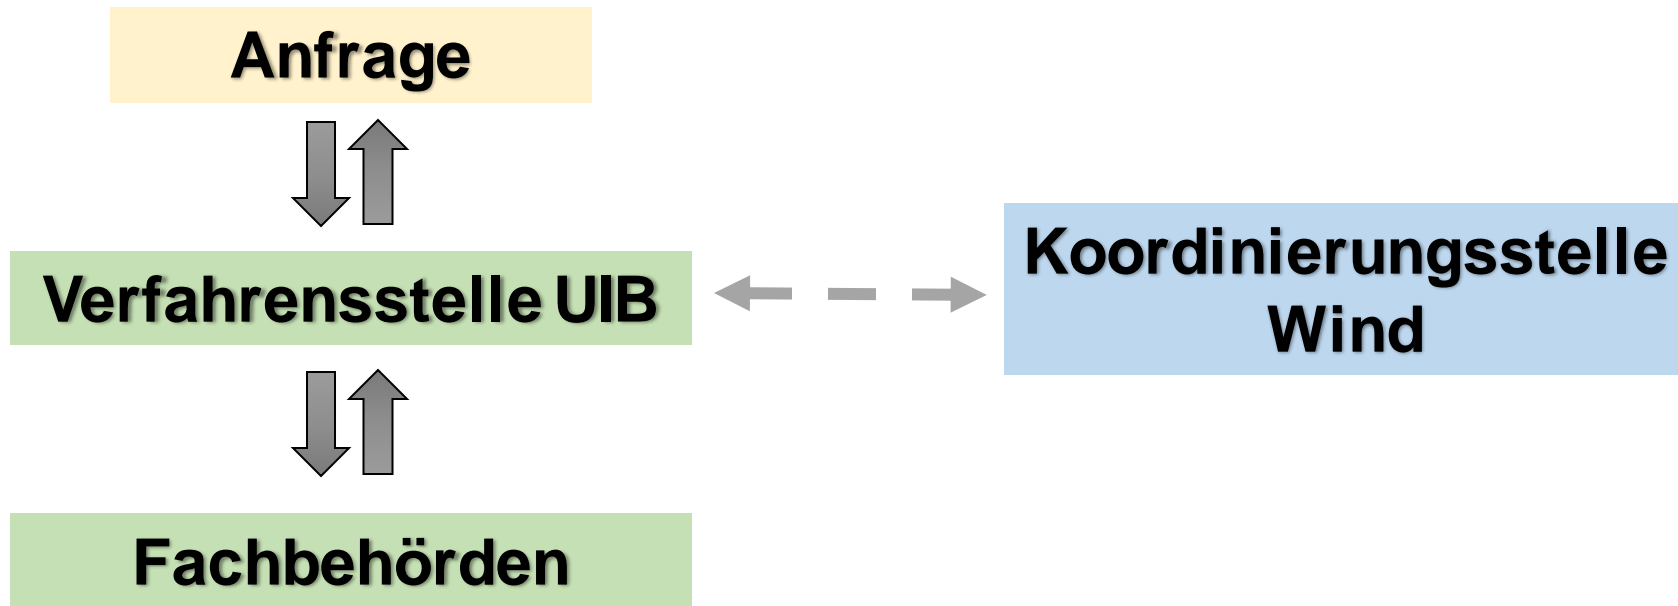 Anfrage
Verfahrensstelle UIB
Koordinierungsstelle
Wind
Fachbehörden